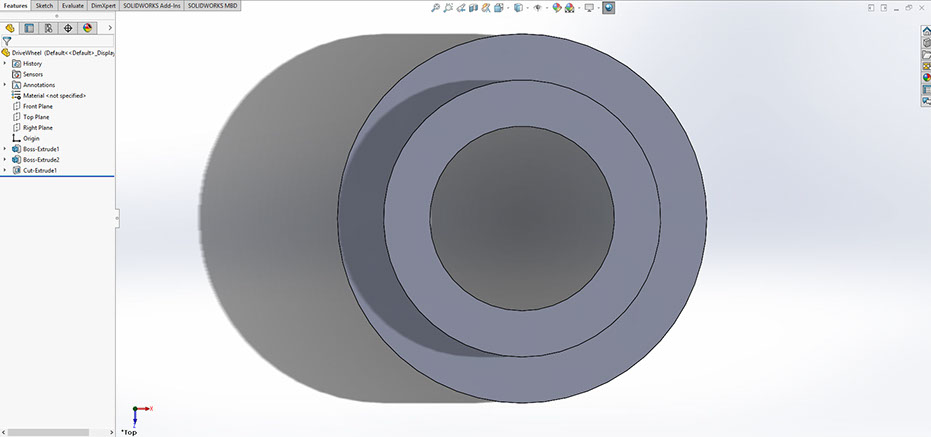 Features Sketch Evaluate DimXpert SOLIDWORKS Add-Ins SOLIDWORKS MBD
DriveWheel (Default<<Default>_Display
History
Sensors
Annotations
Material <not specified>
Front Plane
Top Plane
Right Plane
Origin
Boss-Extrude1
Boss-Extrude2
Cut-Extrude1
X
*Top